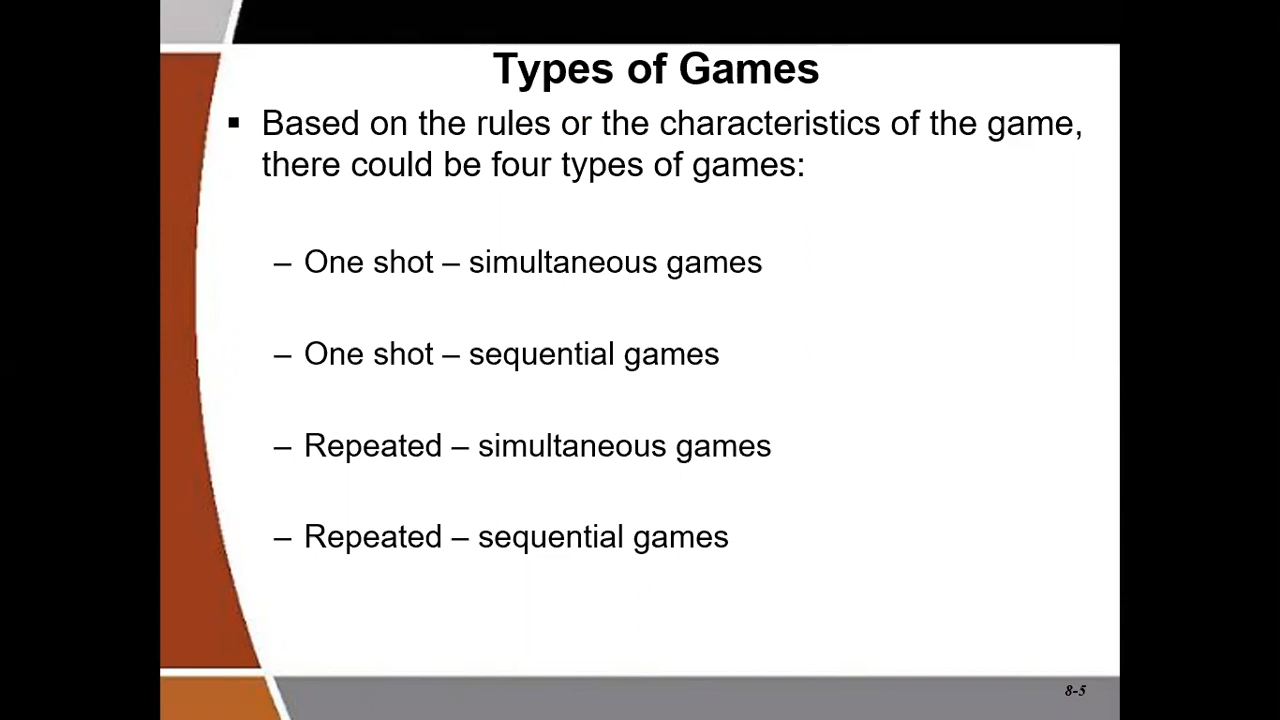 Types of Games
▪ Based on the rules or the characteristics of the game,
there could be four types of games:
– One shot – simultaneous games
– One shot – sequential games
– Repeated – simultaneous games
– Repeated – sequential games
8-5